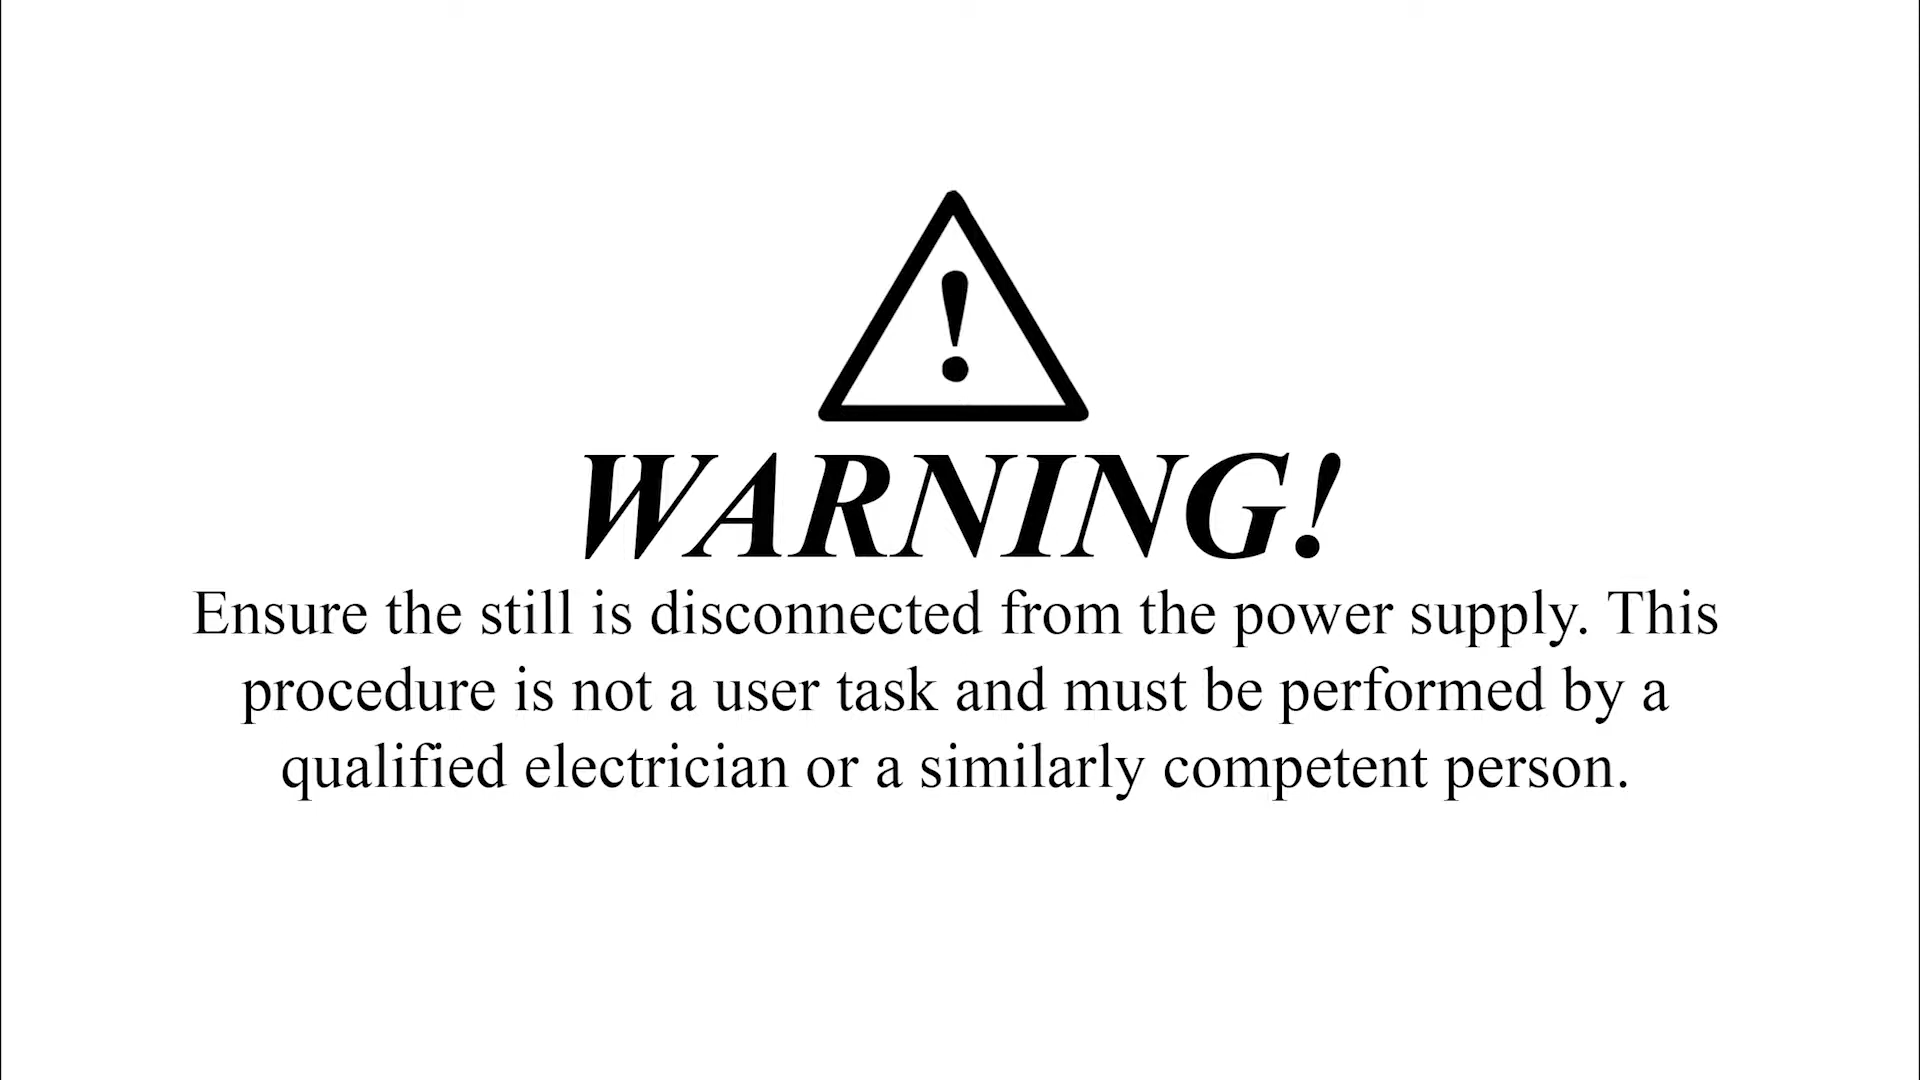 WARNING!
Ensure the still is disconnected from the power supply. This
procedure is not a user task and must be performed by a
qualified electrician or a similarly competent person.